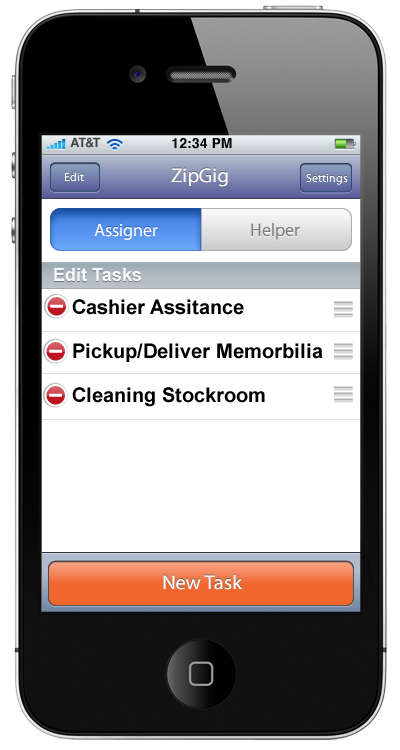 AT&T 12:34 PM
Edit ZipGig Settings
Assigner Helper
Edit Tasks
Cashier Assitance
Pickup/Deliver Memorbilia
Cleaning Stockroom
New Task